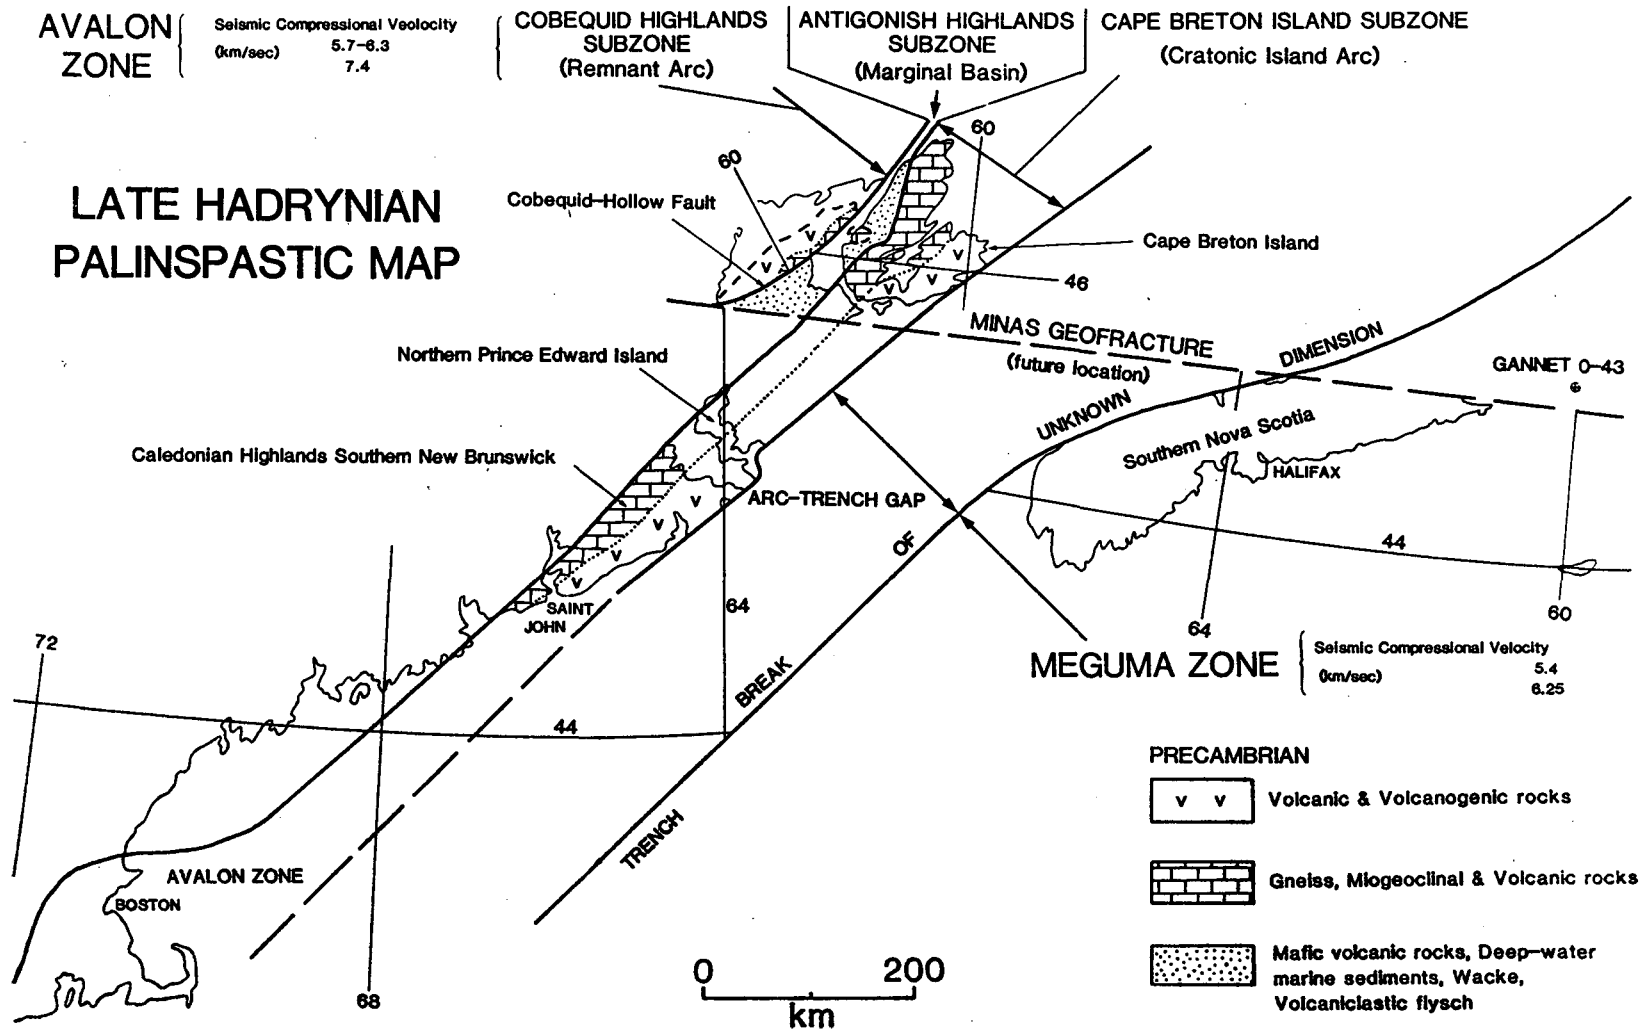 AVALON
ZONE
Seismic Compressional Veolocity
(km/sec) 5.7-6.3
7.4
COBEQUID HIGHLANDS
SUBZONE
(Remnant Arc)
ANTIGONISH HIGHLANDS
SUBZONE
(Marginal Basin)
CAPE BRETON ISLAND SUBZONE
(Cratonic Island Arc)
60
60
LATE HADRYNIAN
PALINSPASTIC MAP
Cobequid-Hollow Fault
Cape Breton Island
46
MINAS GEOFRACTURE
(future location)
Northern Prince Edward Island
DIMENSION
GANNET 0-43
UNKNOWN
Southern Nova Scotia
HALIFAX
Caledonian Highlands Southern New Brunswick
ARC-TRENCH GAP
OF
44
SAINT
JOHN
64
60
64
72
MEGUMA ZONE
Seismic Compressional Velocity
(km/sec) 5.4
6.25
BREAK
44
TRENCH
AVALON ZONE
BOSTON
68
PRECAMBRIAN
v v
Volcanic & Volcanogenic rocks
Gneiss, Miogeoclinal & Volcanic rocks
Mafic volcanic rocks, Deep-water
marine sediments, Wacke,
Volcaniclastic flysch
0 200
km